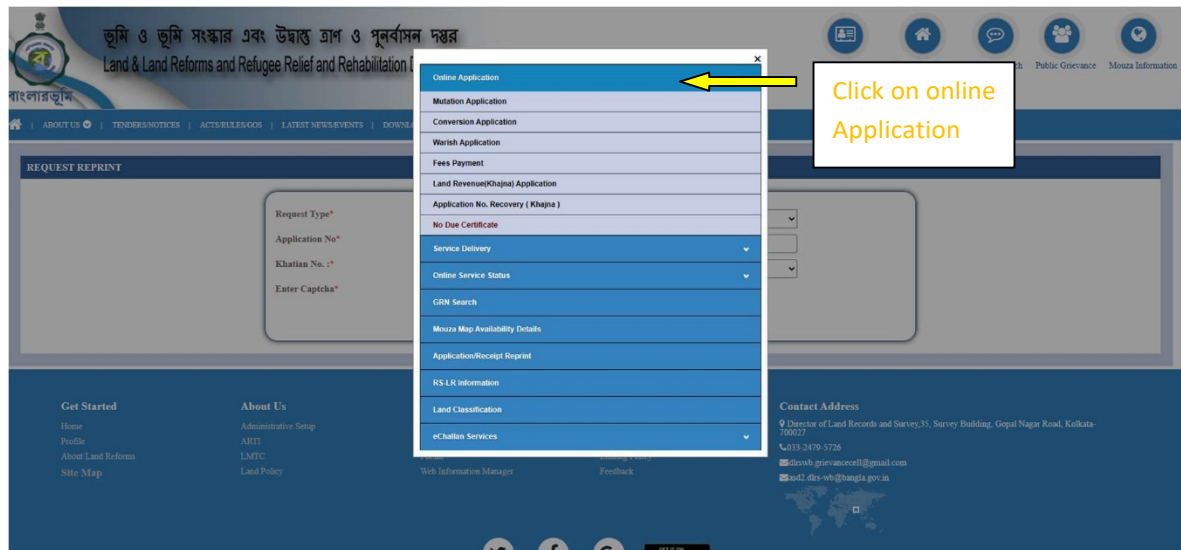 ভূমি ও ভূমি সংস্কার এবং উদ্বাস্তু ত্রাণ ও পুনর্বাসন দপ্তর
Land & Land Reforms and Refugee Relief and Rehabilitation
বাংলারভূমি
Public Grievance
Mouza Information
ABOUT US | TENDERS/NOTICES | ACTS/RULES/GOS | LATEST NEWS/EVENTS |
×
Online Application
Mutation Application
Conversion Application
Warish Application
Fees Payment
Land Revenue(Khajna) Application
Application No. Recovery ( Khajna )
No Due Certificate
Service Delivery
Online Service Status
GRN Search
Mouza Map Availability Details
Application/Receipt Reprint
RS-LR Information
Land Classification
eChallan Services
Click on online
Application
REQUEST REPRINT
Request Type*
Application No*
Khatian No. :*
Enter Captcha*
Get Started
Home
Profile
About Land Reforms
Site Map
About Us
Administrative Setup
ARTI
LMTC
Land Policy
Web Information Manager
Feedback
Contact Address
Director of Land Records and Survey,35, Survey Building, Gopal Nagar Road, Kolkata-
700027
033-2479-5726
dlrswb.grievancecell@gmail.com
asd2.dlrs-wb@bangla.gov.in